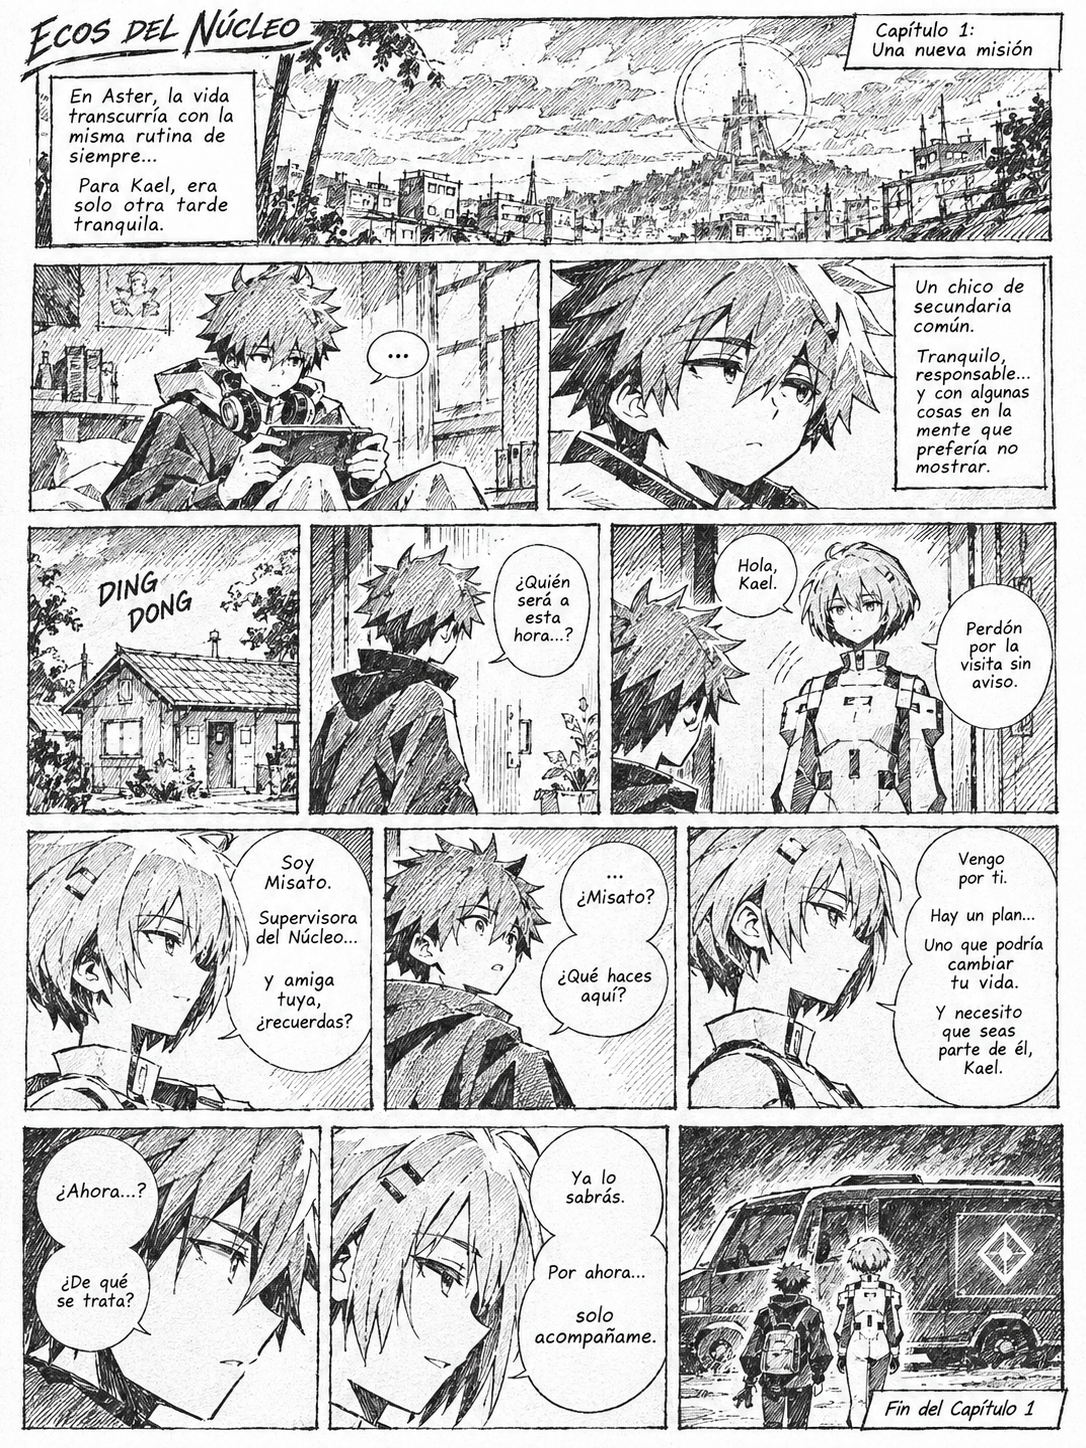 ECOS DEL NÚCLEO
Capítulo 1:
Una nueva misión
En Aster, la vida
transcurría con la
misma rutina de
siempre...
Para Kael, era
solo otra tarde
tranquila.
...
Un chico de
secundaria
común.
Tranquilo,
responsable...
y con algunas
cosas en la
mente que
prefería no
mostrar.
DING
DONG
¿Quién
será a
esta
hora...?
Hola,
Kael.
Perdón
por la
visita sin
aviso.
Soy
Misato.
Supervisora
del Núcleo...
Y amiga
tuya,
¿recuerdas?
...
¿Misato?
¿Qué haces
aquí?
Vengo
por ti.
Hay un plan...
Uno que podría
cambiar
tu vida.
Y necesito
que seas
parte de él,
Kael.
¿Ahora...?
¿De qué
se trata?
Ya lo
sabrás.
Por ahora...
solo
acompañame.
Fin del Capítulo 1